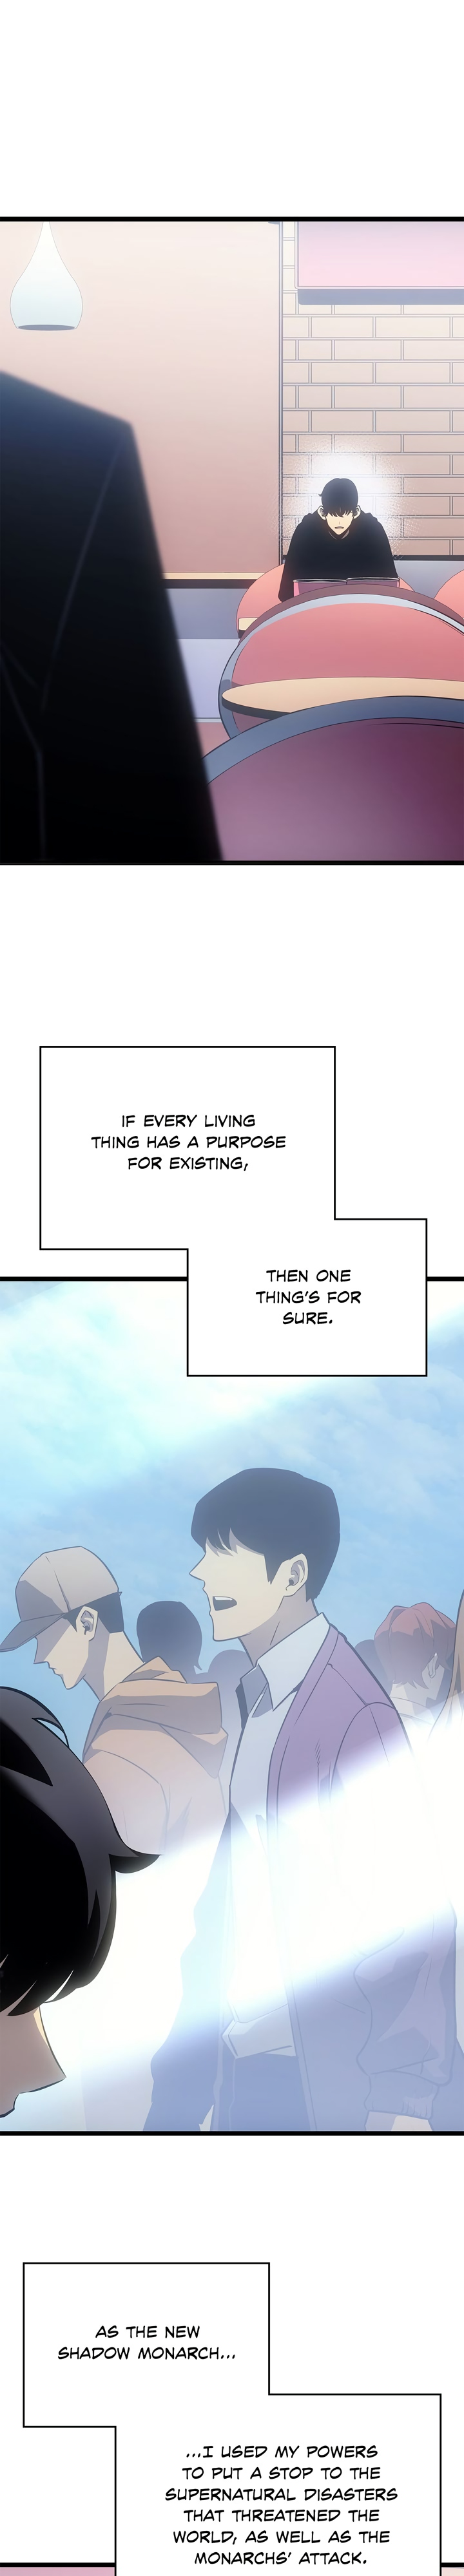 IF EVERY LIVING
THING HAS A PURPOSE
FOR EXISTING,
THEN ONE
THING'S FOR
SURE.
AS THE NEW
SHADOW MONARCH...
...I USED MY POWERS
TO PUT A STOP TO THE
SUPERNATURAL DISASTERS
THAT THREATENED THE
WORLD, AS WELL AS THE
MONARCHS' ATTACK.